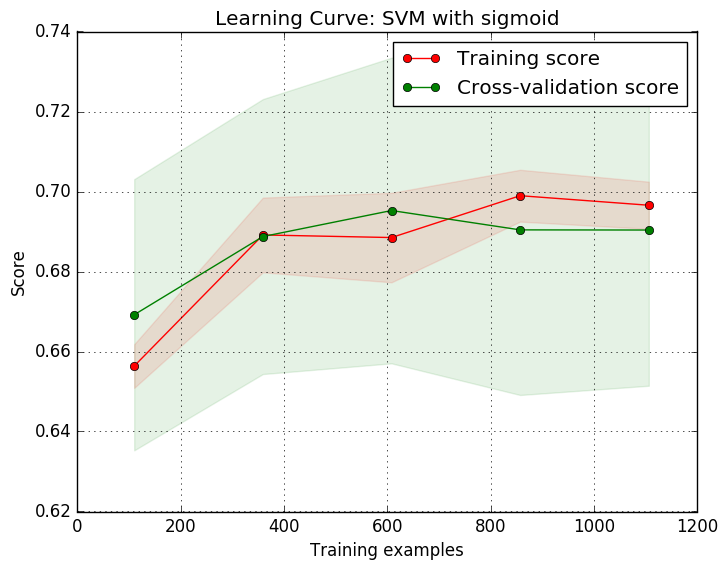 Learning Curve: SVM with sigmoid
Training score
Cross-validation score
0.74
0.72
0.70
0.68
0.66
0.64
0.62
Score
0 200 400 600 800 1000 1200
Training examples